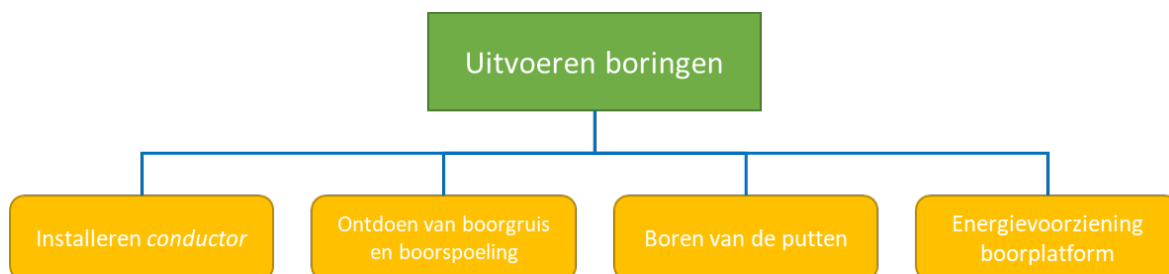 Uitvoeren boringen
Installeren conductor
Ontdoen van boorgruis
en boorspoeling
Boren van de putten
Energievoorziening
boorplatform